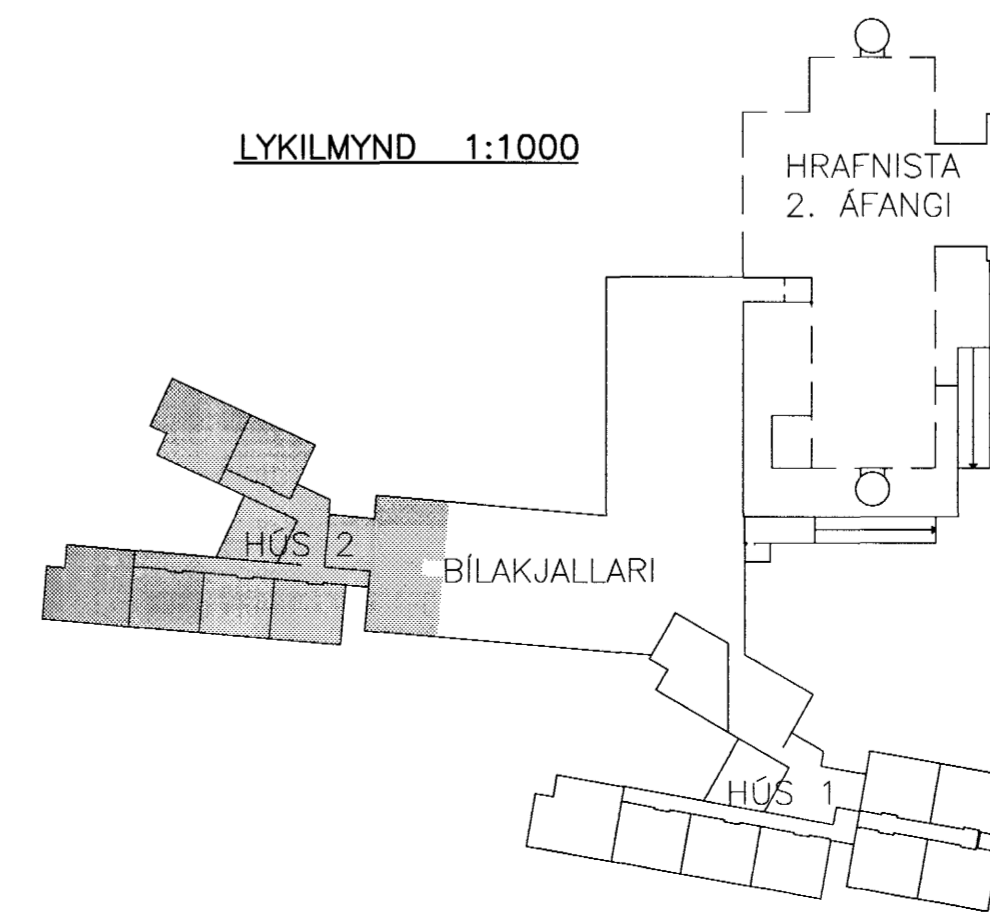 LYKILMYND 1:1000
HRAFNISTA
2. ÁFANGI
HÚS 2
BÍLAKJALLARI
HÚS 1